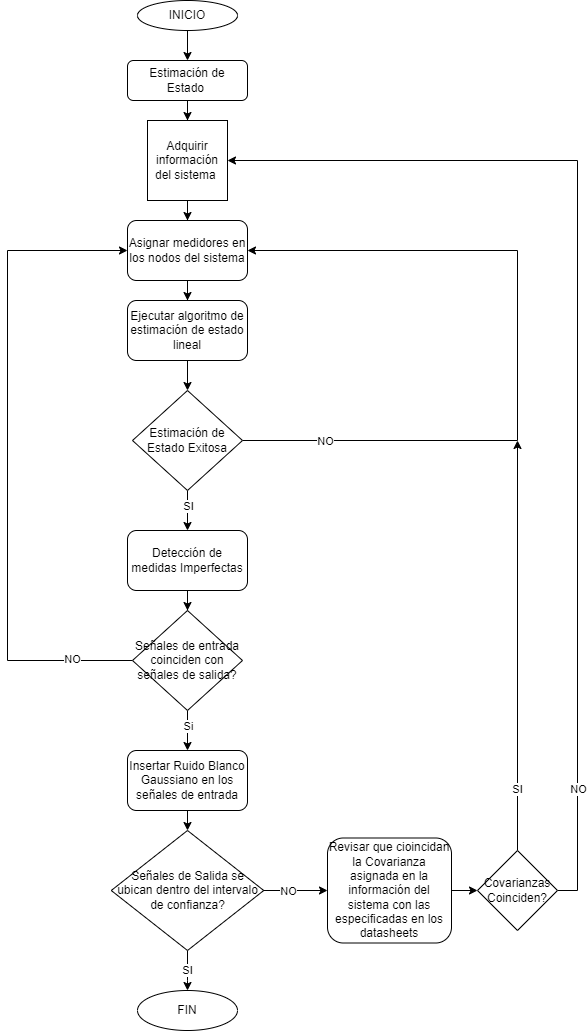 INICIO
Estimación de
Estado
Adquirir
información
del sistema
Asignar medidores en
los nodos del sistema
Ejecutar algoritmo de
estimación de estado
lineal
Estimación de
Estado Exitosa
NO
SI
Detección de
medidas Imperfectas
Señales de entrada
coinciden con
señales de salida?
NO
Si
Insertar Ruido Blanco
Gaussiano en los
señales de entrada
Señales de Salida se
ubican dentro del intervalo
de confianza?
NO
Revisar que cioincidan
la Covarianza
asignada en la
información del
sistema con las
especificadas en los
datasheets
Covarianzas
Coinciden?
SI
NO
SI
FIN